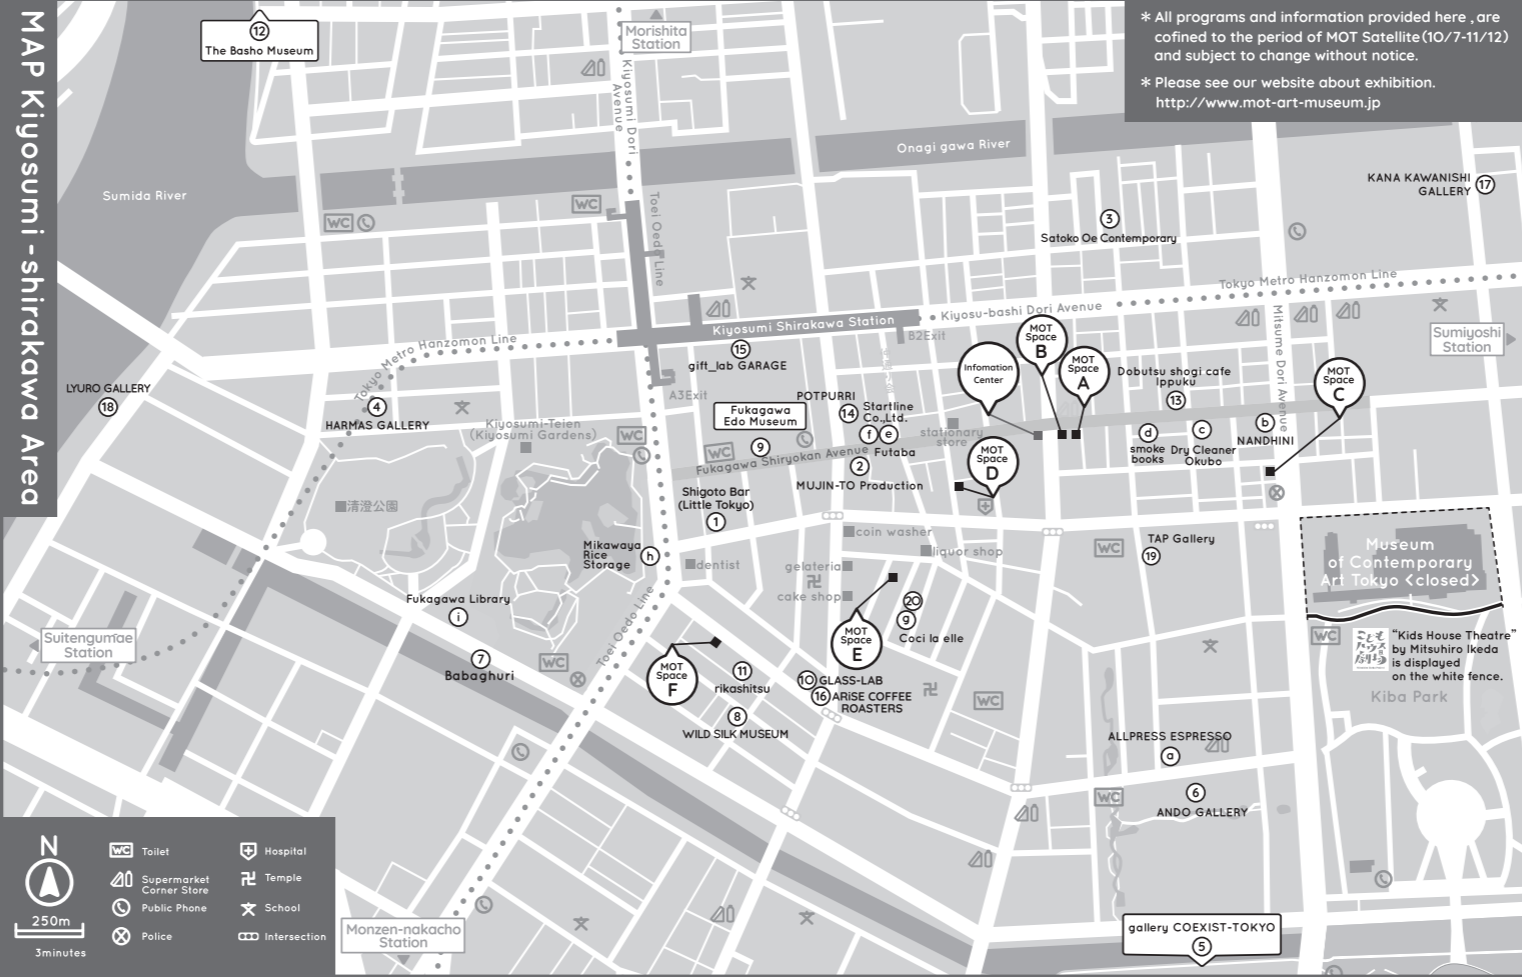 MAP Kiyosumi-shirakawa Area
12
The Basho Museum
Morishita
Station
* All programs and information provided here , are
cofined to the period of MOT Satellite(10/7-11/12)
and subject to change without notice.
* Please see our website about exhibition.
http://www.mot-art-museum.jp
Kiyosumi Dori
Avenue
Onagi gawa River
Sumida River
KANA KAWANISHI
GALLERY
17
WC
WC
Toei Oedo Line
3
Satoko Oe Contemporary
Tokyo Metro Hanzomon Line
Kiyosu-bashi Dori Avenue
Kiyosumi Shirakawa Station
B2Exit
Mitsume Dori Avenue
Sumiyoshi
Station
Tokyo Metro Hanzomon Line
15
gift_lab GARAGE
MOT
Space
B
MOT
Space
A
Infomation
Center
MOT
Space
C
Dobutsu shogi cafe
Ippuku
13
LYURO GALLERY
18
4
HARMAS GALLERY
A3Exit
POTPURRI
14
Startline
Co.,Ltd.
f
e
Futaba
Fukagawa
Edo Museum
9
Kiyosumi-Teien
(Kiyosumi Gardens)
WC
WC
Fukagawa Shiryokan Avenue
stationary
store
MOT
Space
D
d
smoke
books
c
Dry Cleaner
Okubo
b
NANDHINI
2
MUJIN-TO Production
清澄公園
Shigoto Bar
(Little Tokyo)
1
coin washer
liquor shop
Mikawaya
Rice
Storage
h
dentist
gelateria
cake shop
WC
TAP Gallery
19
Museum
of Contemporary
Art Tokyo <closed>
Fukagawa Library
i
20
g
Coci la elle
MOT
Space
E
Toei Oedo Line
Suitengumae
Station
WC
こども
ハウス
劇場
"Kids House Theatre"
by Mitsuhiro Ikeda
is displayed
on the white fence.
Kiba Park
7
Babaghuri
WC
MOT
Space
F
11
rikashitsu
10
GLASS-LAB
16
ARiSE COFFEE
ROASTERS
WC
8
WILD SILK MUSEUM
ALLPRESS ESPRESSO
a
WC
6
ANDO GALLERY
N
250m
3minutes
WC
Toilet
Supermarket
Corner Store
Public Phone
Police
Hospital
Temple
School
Intersection
Monzen-nakacho
Station
gallery COEXIST-TOKYO
5